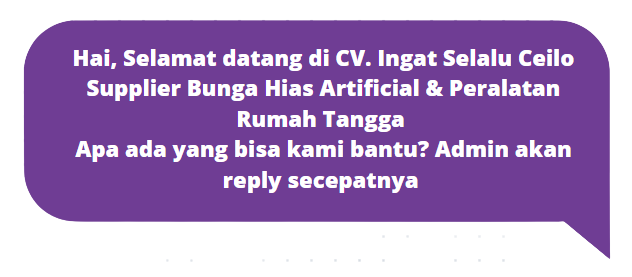 Hai, Selamat datang di CV. Ingat Selalu Ceilo
Supplier Bunga Hias Artificial & Peralatan
Rumah Tangga
Apa ada yang bisa kami bantu? Admin akan
reply secepatnya